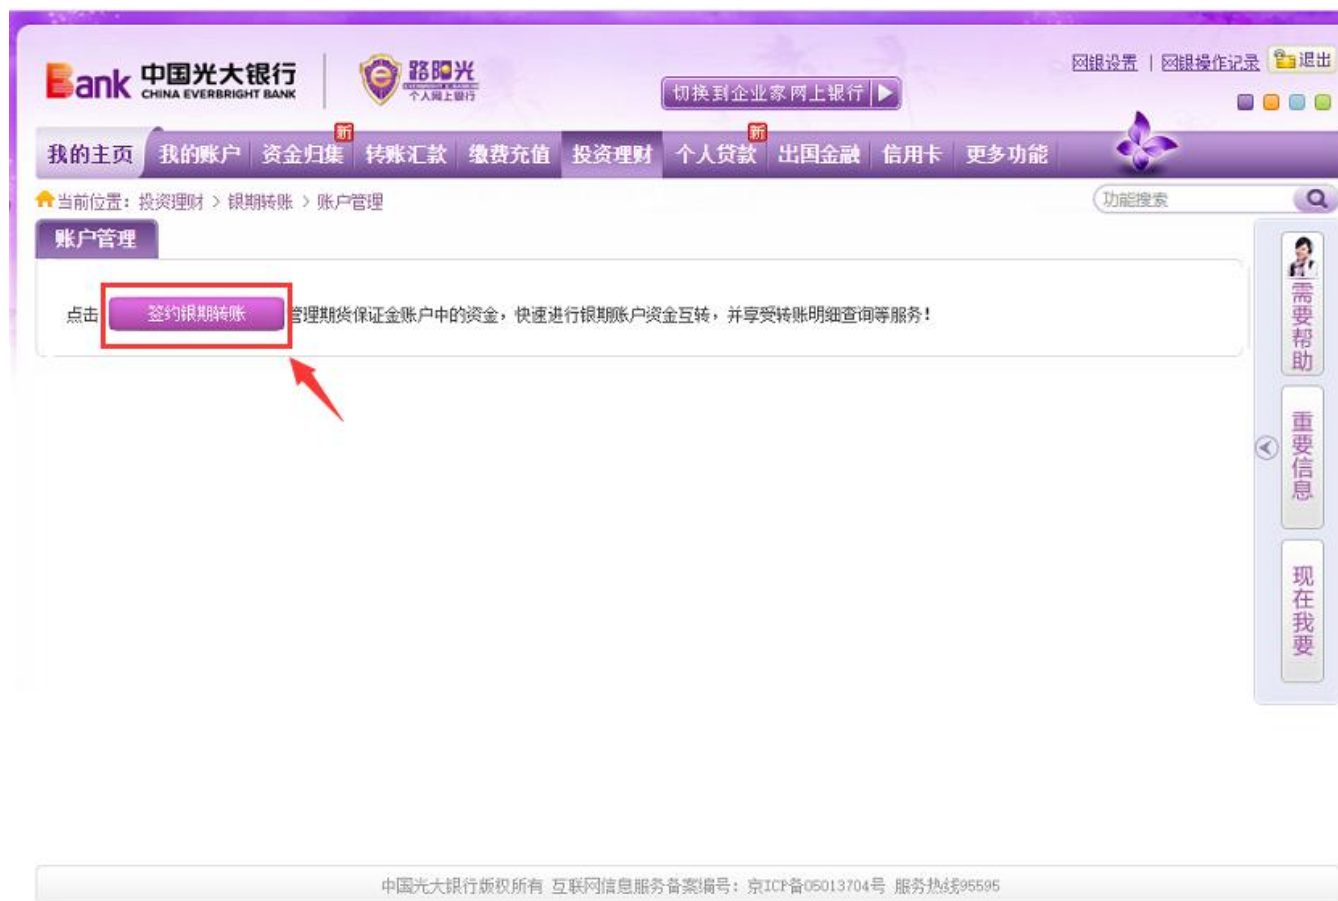 Bank 中国光大银行
CHINA EVERBRIGHT BANK
e路阳光
个人网上银行
切换到企业家网上银行
网银设置 | 网银操作记录 退出
我的主页 我的账户 资金归集 新 转账汇款 缴费充值 投资理财 个人贷款 新 出国金融 信用卡 更多功能
当前位置：投资理财 > 银期转账 > 账户管理
功能搜索
账户管理
点击 签约银期转账 管理期货保证金账户中的资金，快速进行银期账户资金互转，并享受转账明细查询等服务！
需要帮助
重要信息
现在我要
中国光大银行版权所有 互联网信息服务备案编号：京ICP备05013704号 服务热线95595